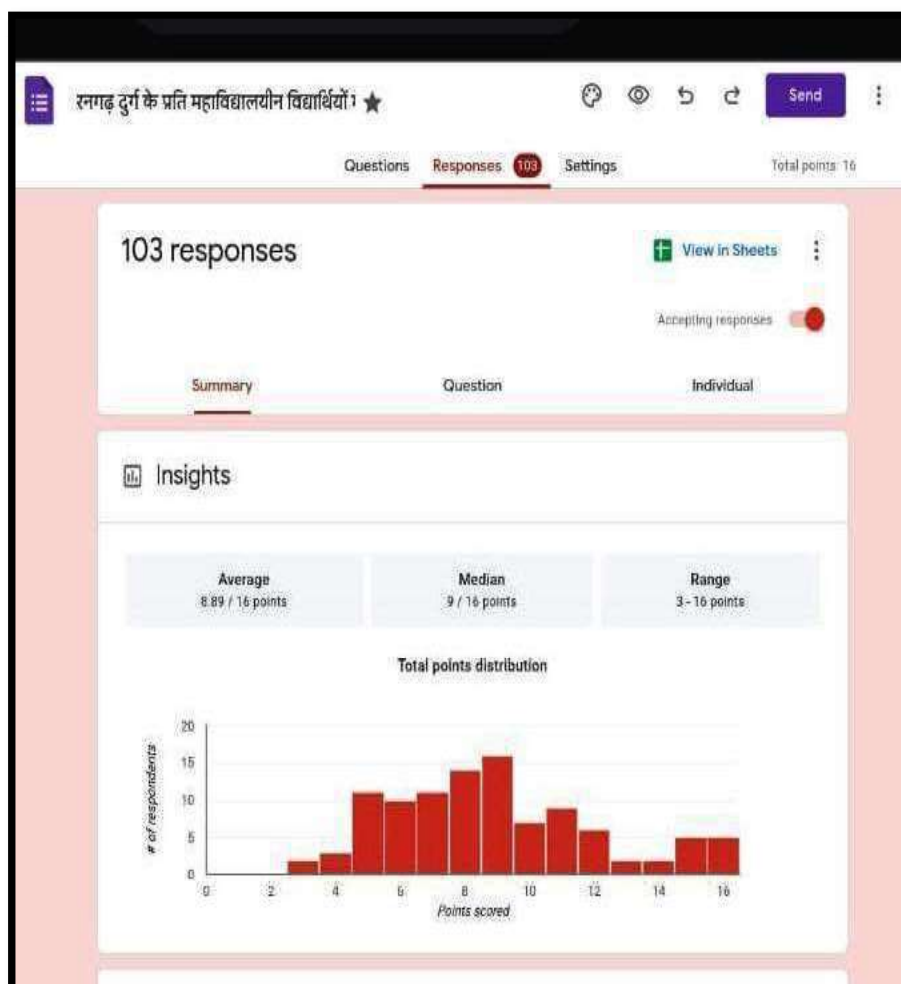 रनगढ़ दुर्ग के प्रति महाविद्यालयीन विद्यार्थियों
Send
Questions Responses 103 Settings
Total points: 16
103 responses
View in Sheets
Accepting responses
Summary Question Individual
Insights
Average Median Range
8.89 / 16 points 9 / 16 points 3 - 16 points
Total points distribution
# of respondents
20
15
10
5
0
0 2 4 6 8 10 12 14 16
Points scored